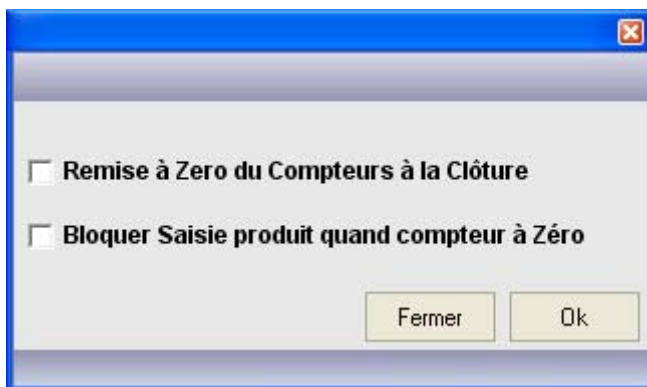 Remise à Zero du Compteurs à la Clôture
Bloquer Saisie produit quand compteur à Zéro
Fermer Ok